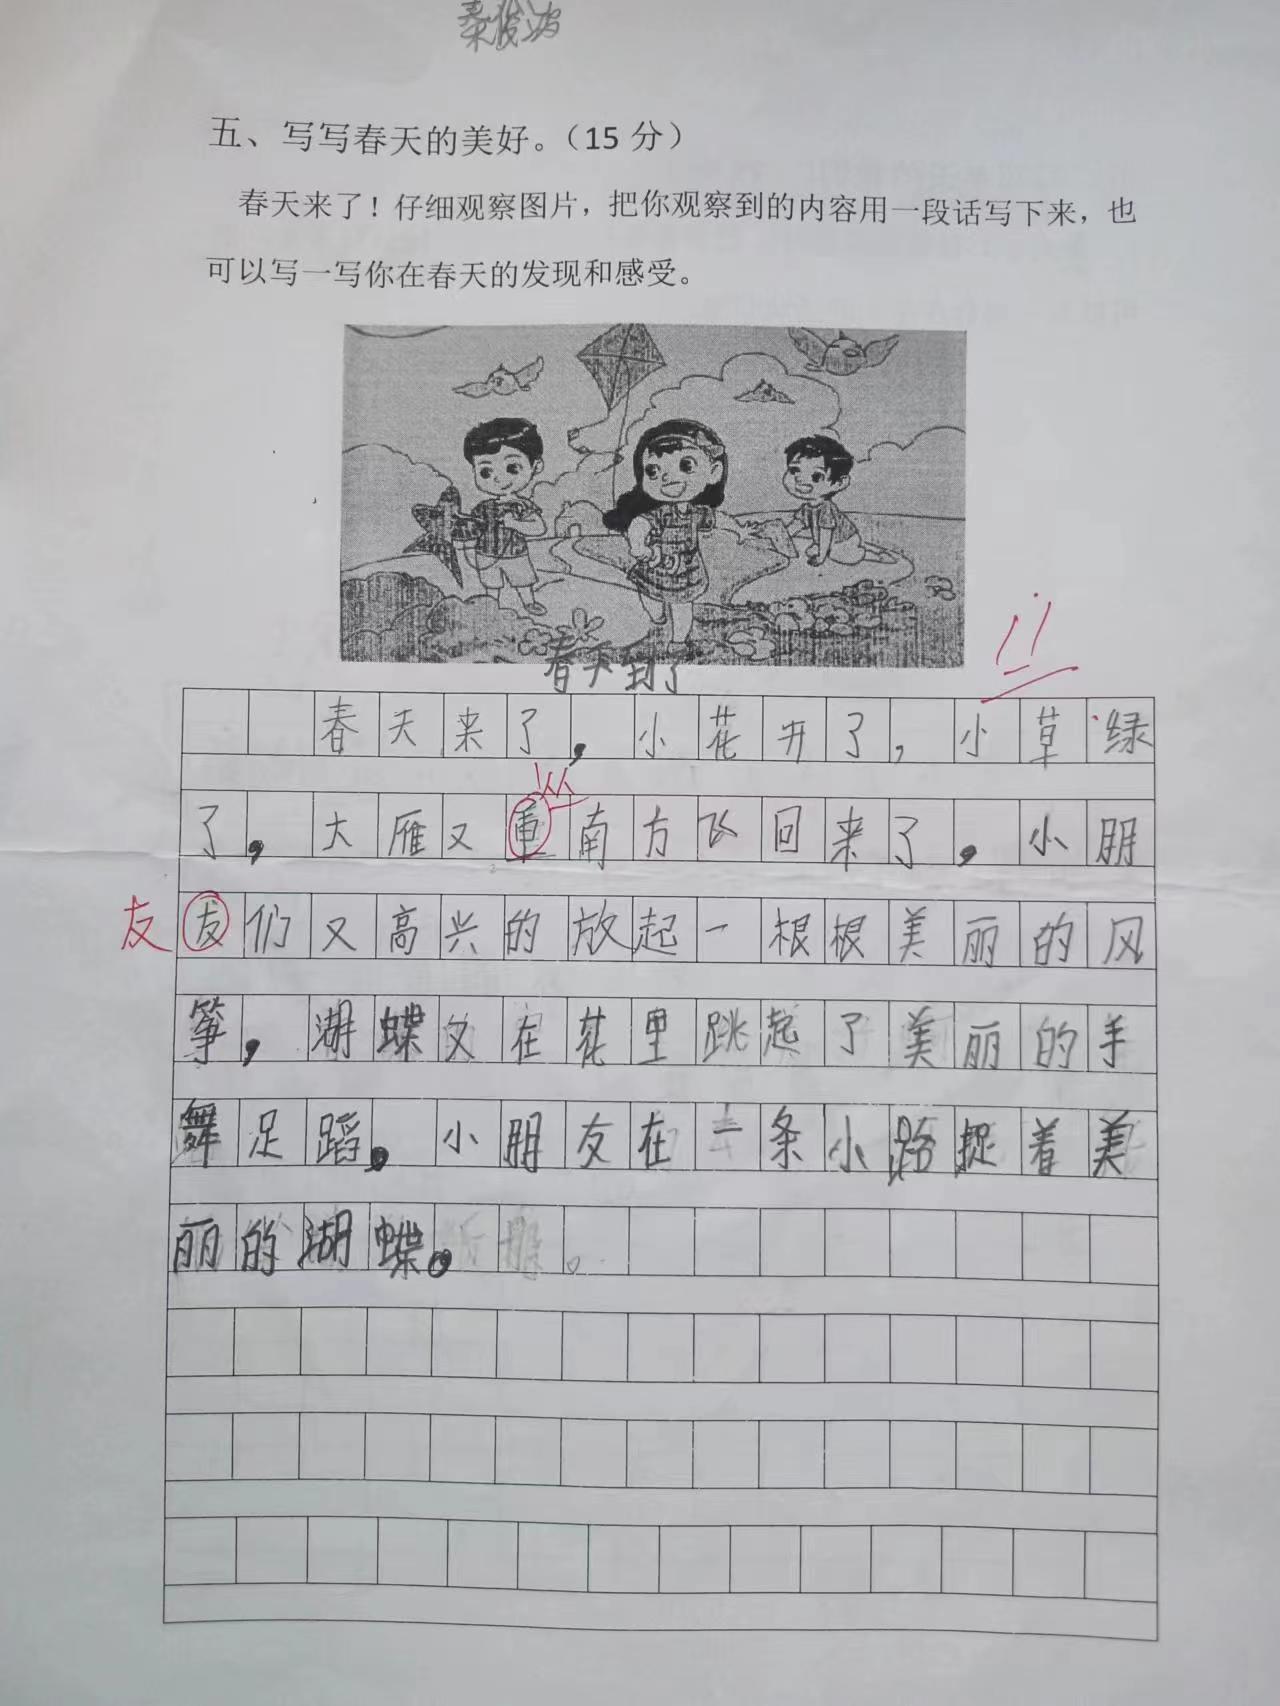 秦俊
五、写写春天的美好。（15 分）
春天来了！仔细观察图片，把你观察到的内容用一段话写下来，也
可以写一写你在春天的发现和感受。
11
春天到了
春天来了，小花开了，小草绿
丛
了，大雁又重南方飞回来了，小朋
友
友们又高兴的放起一根根美丽的风
筝，湖蝶又在花里跳起了美丽的手
舞足蹈。小朋友在一条小路捉着美
丽的湖蝶。